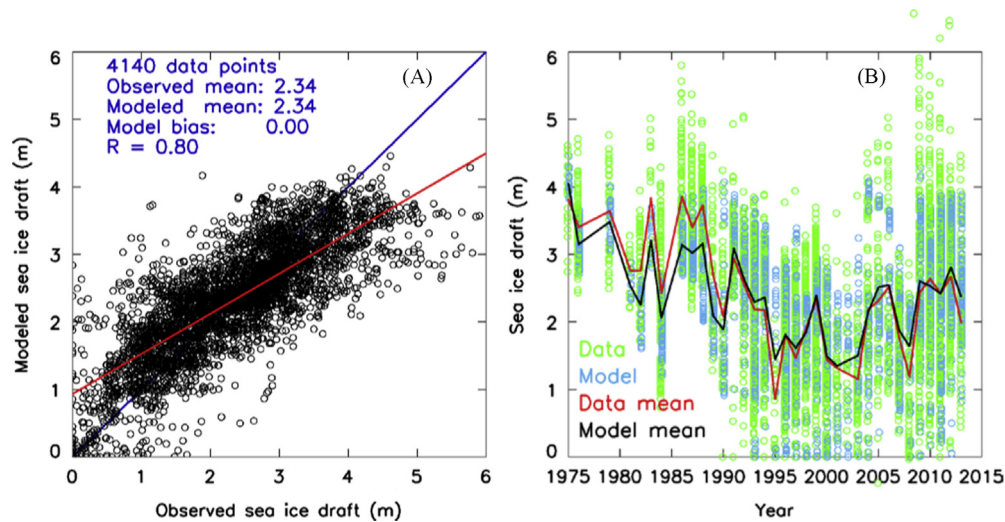 (A)
4140 data points
Observed mean: 2.34
Modeled mean: 2.34
Model bias: 0.00
R = 0.80
Modeled sea ice draft (m)
6
5
4
3
2
1
0
0 1 2 3 4 5 6
Observed sea ice draft (m)
(B)
Sea ice draft (m)
6
5
4
3
2
1
0
Data
Model
Data mean
Model mean
1975 1980 1985 1990 1995 2000 2005 2010 2015
Year